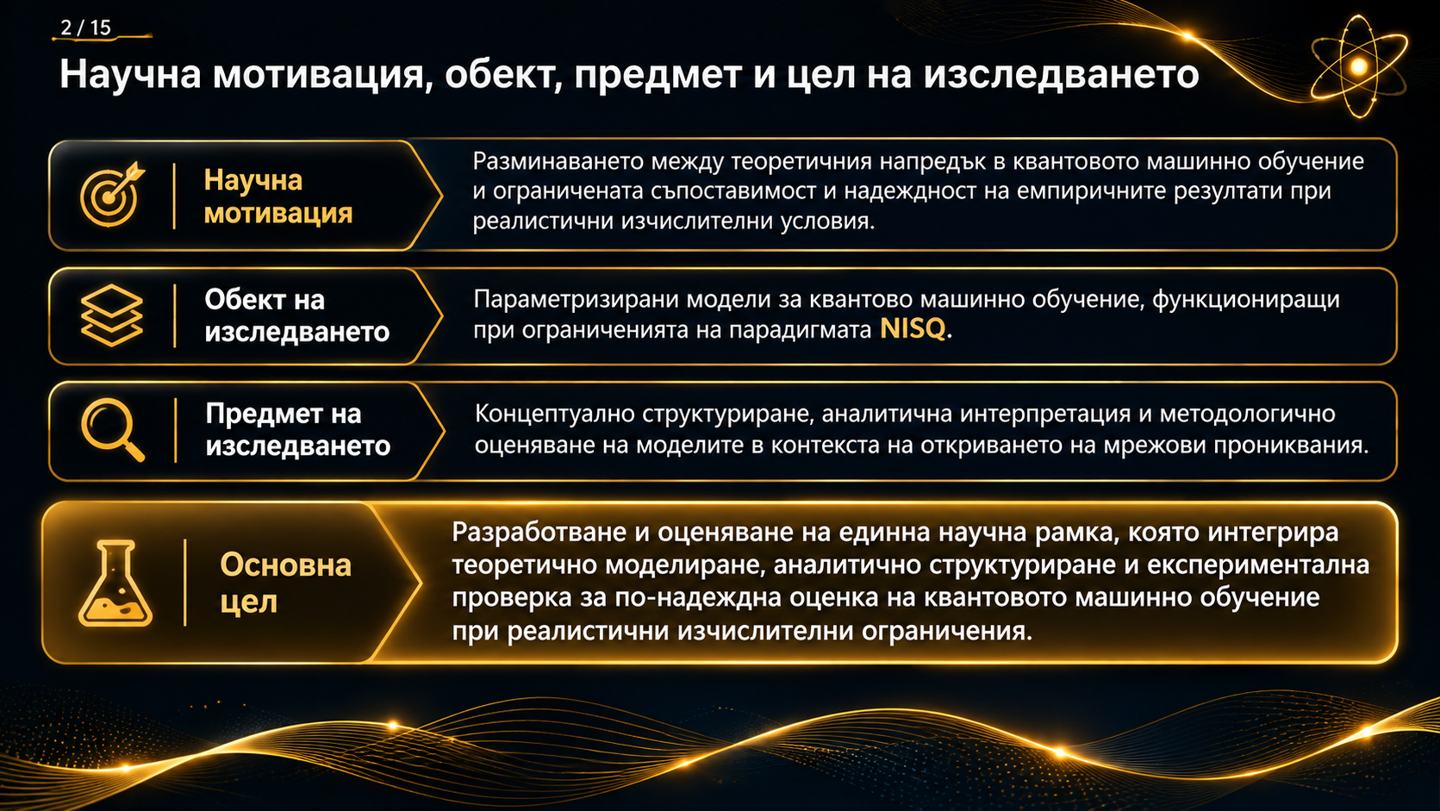 2 / 15
Научна мотивация, обект, предмет и цел на изследването
Научна
мотивация
Разминаването между теоретичния напредък в квантовото машинно обучение
и ограничената съпоставимост и надеждност на емпиричните резултати при
реалистични изчислителни условия.
Обект на
изследването
Параметризирани модели за квантово машинно обучение, функциониращи
при ограниченията на парадигмата NISQ.
Предмет на
изследването
Концептуално структуриране, аналитична интерпретация и методологично
оценяване на моделите в контекста на откриването на мрежови прониквания.
Основна
цел
Разработване и оценяване на единна научна рамка, която интегрира
теоретично моделиране, аналитично структуриране и експериментална
проверка за по-надеждна оценка на квантовото машинно обучение
при реалистични изчислителни ограничения.